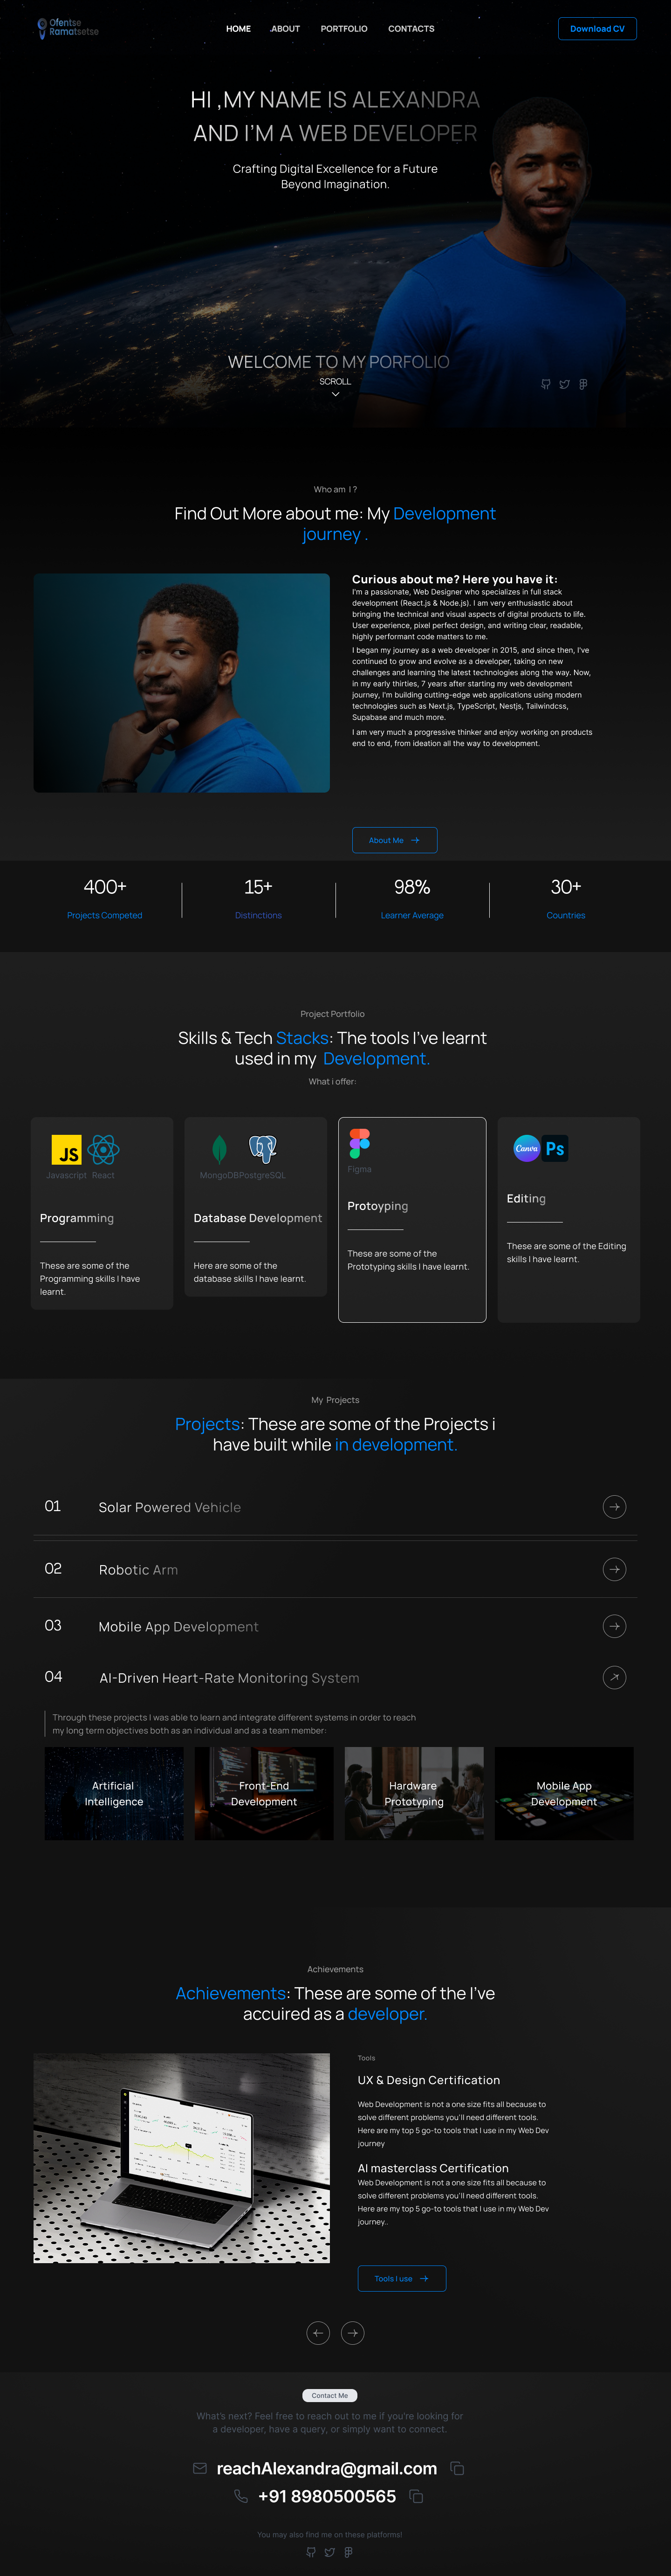 Ofentse
Ramatsetse
HOME
.ABOUT
PORTFOLIO
CONTACTS
Download CV
HI ,MY NAME IS ALEXANDRA
AND I'M A WEB DEVELOPER
Crafting Digital Excellence for a Future
Beyond Imagination.
WELCOME TO MY PORFOLIO
SCROLL
Who am I ?
Find Out More about me: My Development
journey .
Curious about me? Here you have it:
I'm a passionate, Web Designer who specializes in full stack
development (React.js & Node.js). I am very enthusiastic about
bringing the technical and visual aspects of digital products to life.
User experience, pixel perfect design, and writing clear, readable,
highly performant code matters to me.
I began my journey as a web developer in 2015, and since then, I've
continued to grow and evolve as a developer, taking on new
challenges and learning the latest technologies along the way. Now,
in my early thirties, 7 years after starting my web development
journey, I'm building cutting-edge web applications using modern
technologies such as Next.js, TypeScript, Nestjs, Tailwindcss,
Supabase and much more.
I am very much a progressive thinker and enjoy working on products
end to end, from ideation all the way to development.
About Me
400+
15+
98%
30+
Projects Competed
Distinctions
Learner Average
Countries
Project Portfolio
Skills & Tech Stacks: The tools I've learnt
used in my Development.
What i offer:
JS
Javascript
React
Programming
These are some of the
Programming skills I have
learnt.
MongoDB
PostgreSQL
Database Development
Here are some of the
database skills I have learnt.
Figma
Protoyping
These are some of the
Prototyping skills I have learnt.
Canva
Ps
Editing
These are some of the Editing
skills I have learnt.
My Projects
Projects: These are some of the Projects i
have built while in development.
01
Solar Powered Vehicle
02
Robotic Arm
03
Mobile App Development
04
AI-Driven Heart-Rate Monitoring System
Through these projects I was able to learn and integrate different systems in order to reach
my long term objectives both as an individual and as a team member:
Artificial
Intelligence
Front-End
Development
Hardware
Prototyping
Mobile App
Development
Achievements
Achievements: These are some of the I've
accuired as a developer.
Tools
UX & Design Certification
Web Development is not a one size fits all because to
solve different problems you'll need different tools.
Here are my top 5 go-to tools that I use in my Web Dev
journey
AI masterclass Certification
Web Development is not a one size fits all because to
solve different problems you'll need different tools.
Here are my top 5 go-to tools that I use in my Web Dev
journey..
Tools I use
Contact Me
What's next? Feel free to reach out to me if you're looking for
a developer, have a query, or simply want to connect.
reachAlexandra@gmail.com
+91 8980500565
You may also find me on these platforms!